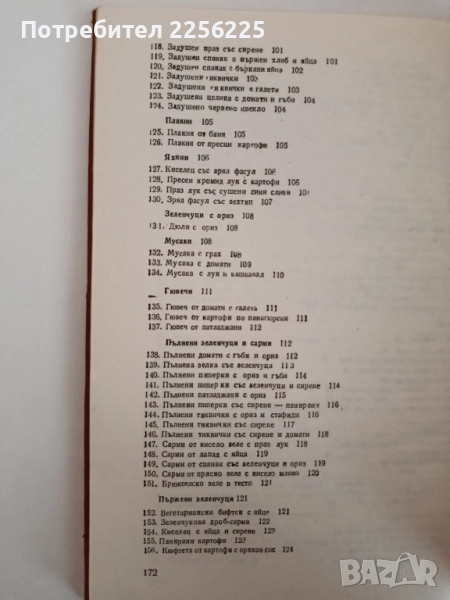 Потребител 2256225
118. Задушен праз със сирене 101
119. Задушен спанак с пържен хляб и яйца 101
120. Задушен спанак с бъркани яйца 102
121. Задушени тиквички 103
122. Задушени тиквички с галета 103
123. Задушена целина с домати и гъби 104
124. Задушено червено цвекло 104
Плакии 105
125. Плакия от бамя 105
126. Плакия от пресни картофи 105
Яхнии 106
127. Киселец със зрял фасул 106
128. Пресен кромид лук с картофи 106
129. Праз лук със сушени сини сливи
130. Зрял фасул със зехтин 107
Зеленчуци с ориз 108
131. Дюли с ориз 108
Мусаки 108
132. Мусака с грах 108
133. Мусака с домати 109
134. Мусака с лук и кашкавал 110
Гювечи 111
135. Гювеч от домати с галета 111
136. Гювеч от картофи по панагюрски 111
137. Гювеч от патладжани 112
Пълнени зеленчуци и сарми 112
138. Пълнени домати с гъби и ориз 112
139. Пълнена зелка със зеленчуци 113
140. Пълнени пиперки с ориз и гъби 114
141. Пълнени пиперки със зеленчуци и сирене 114
142. Пълнени патладжани с ориз 115
143. Пълнени пиперки със сирене — панирани 116
144. Пълнени тиквички с ориз и стафиди 116
145. Пълнени тиквички със сирене 117
146. Пълнени тиквички със сирене и домати 118
147. Сарми от кисело зеле с праз лук 118
148. Сарми от лапад с яйца 119
149. Сарми от спанак със зеленчуци и ориз 119
150. Сарми от прясно зеле с кисело мляко 120
151. Брюкселско зеле в тесто 121
Пържени зеленчуци 121
152. Вегетариански бифтек с яйца 121
153. Зеленчукова дроб-сарма 122
154. Киселец с яйца и сирене 123
155. Панирани картофи 123
156. Кюфтета от картофи с орехов сос 124
172
bazar.bg